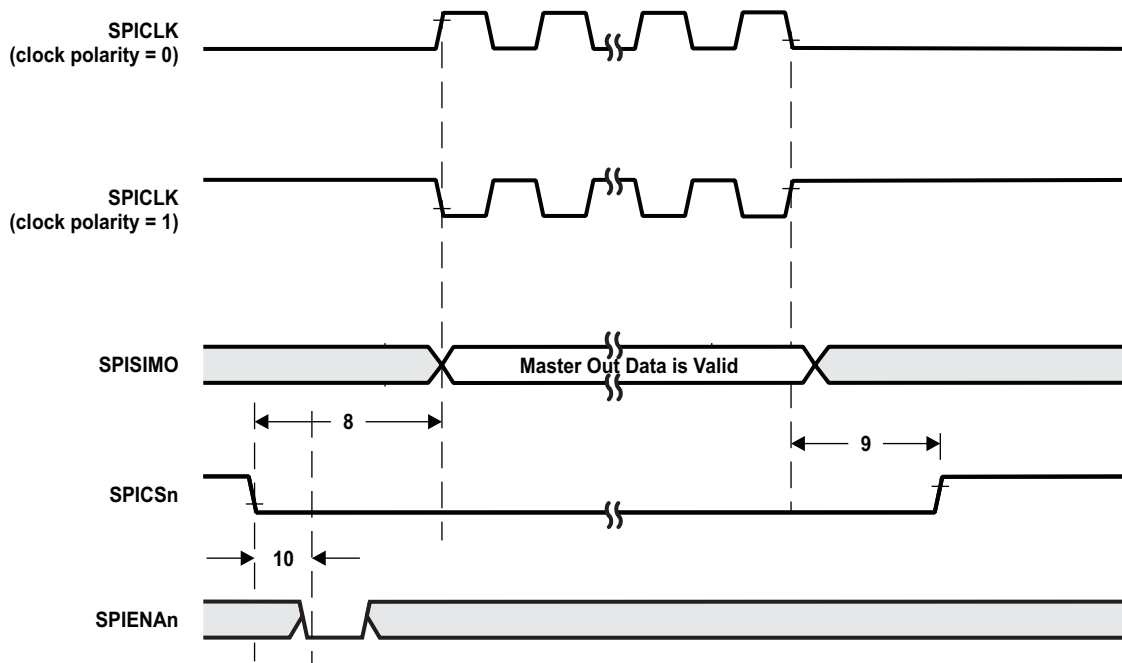 SPICLK
(clock polarity = 0)
SPICLK
(clock polarity = 1)
SPISIMO
Master Out Data is Valid
8
9
SPICSn
10
SPIENAn